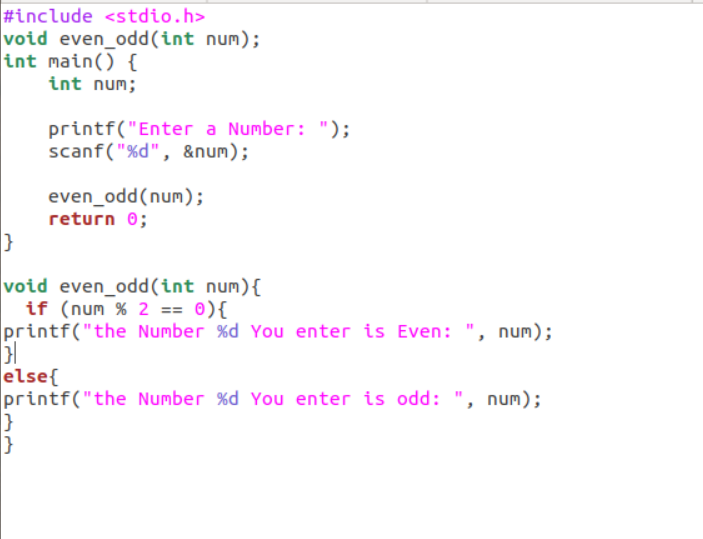 #include <stdio.h>
void even_odd(int num);
int main() {
    int num;

    printf("Enter a Number: ");
    scanf("%d", &num);

    even_odd(num);
    return 0;
}

void even_odd(int num){
  if (num % 2 == 0){
printf("the Number %d You enter is Even: ", num);
}
else{
printf("the Number %d You enter is odd: ", num);
}
}